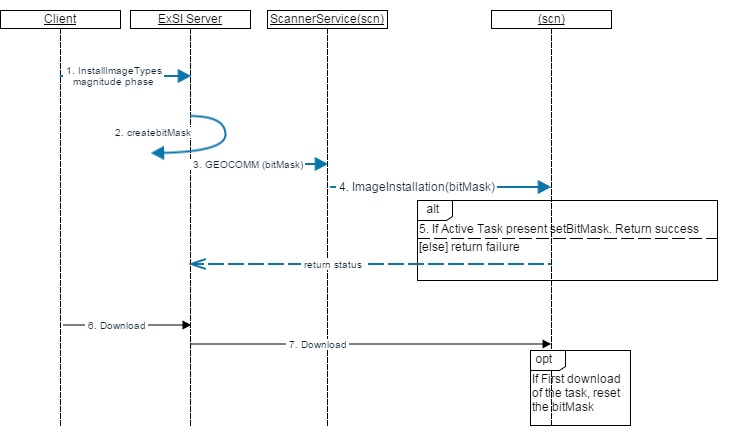 Client
ExSI Server
ScannerService(scn)
(scn)
1. InstallImageTypes
magnitude phase
2. createbitMask
3. GEOCOMM (bitMask)
4. ImageInstallation(bitMask)
alt
5. If Active Task present setBitMask. Return success
[else] return failure
return status
6. Download
7. Download
opt
If First download
of the task, reset
the bitMask